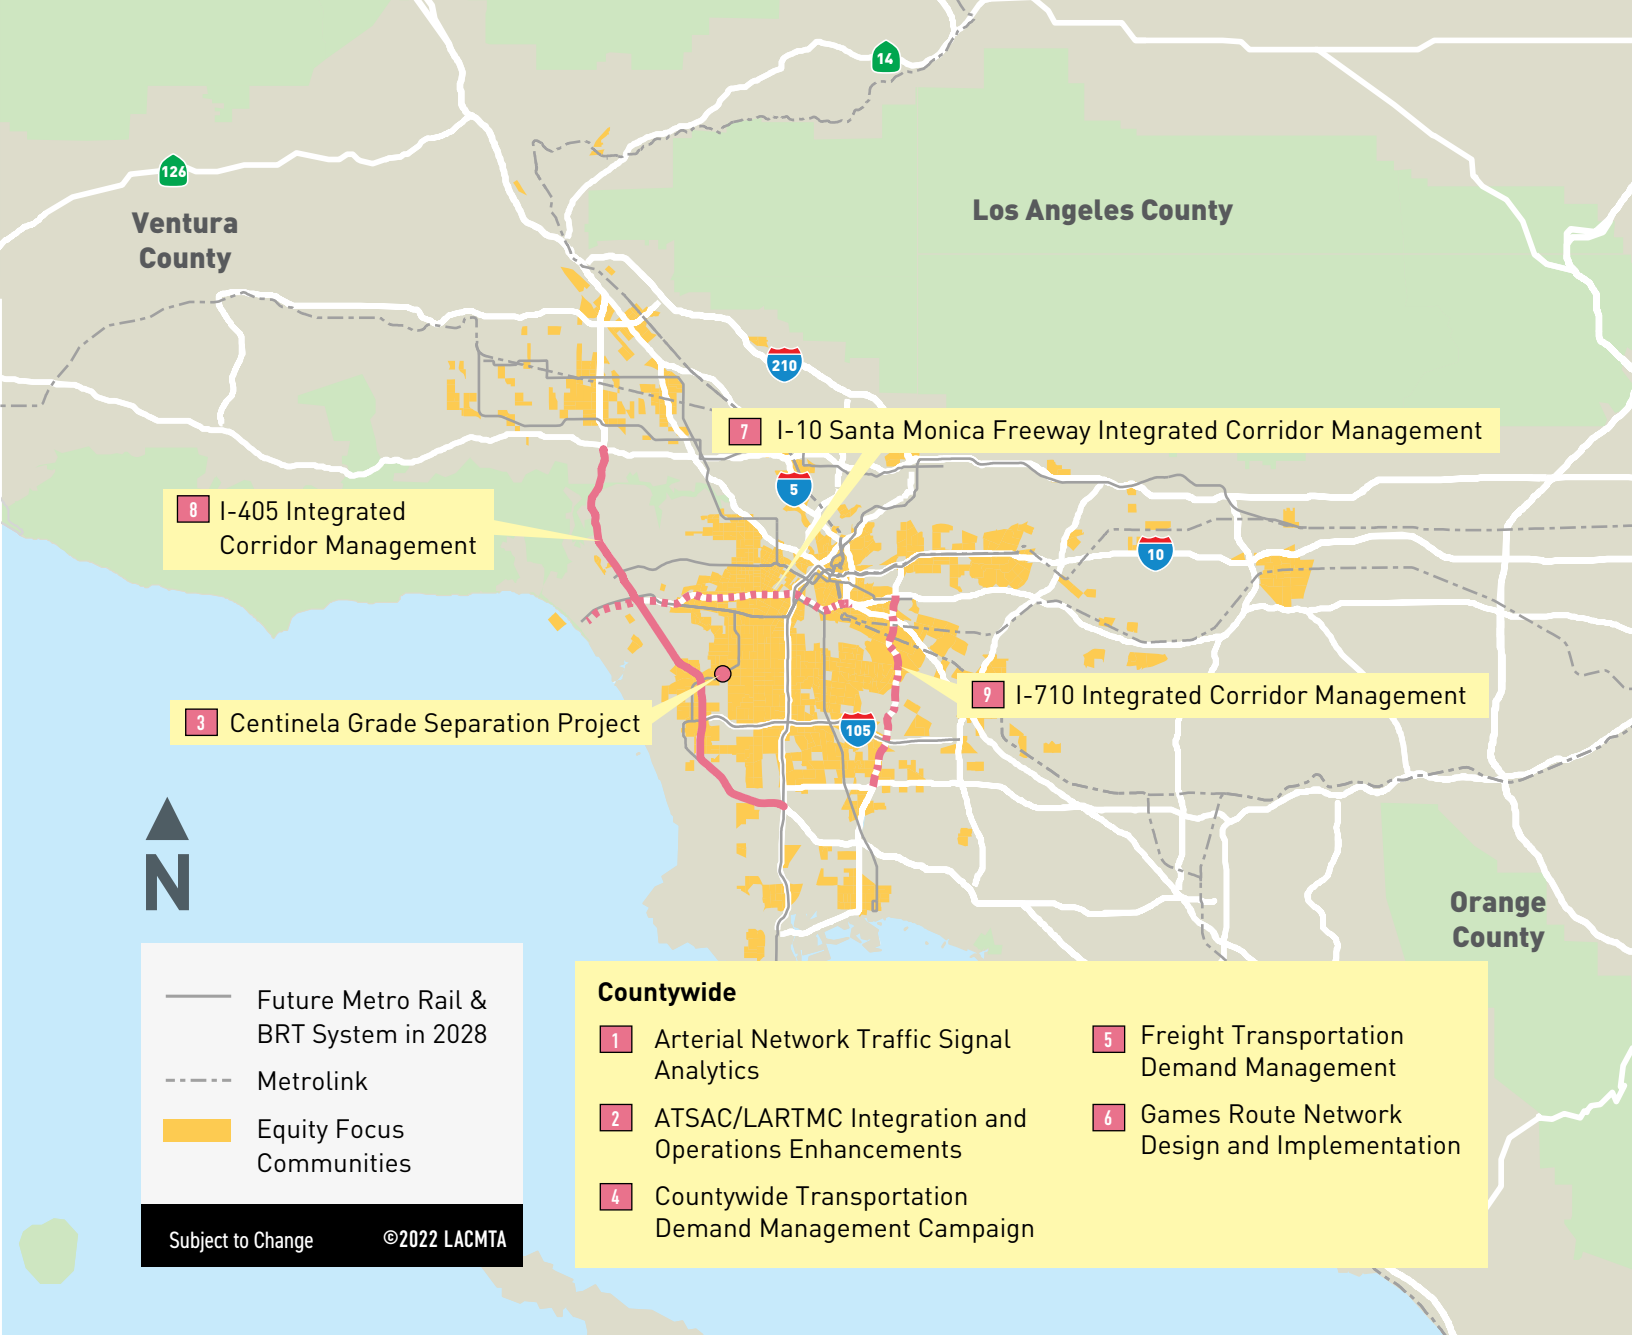 14
126
Ventura
County
Los Angeles County
210
7 I-10 Santa Monica Freeway Integrated Corridor Management
5
8 I-405 Integrated
Corridor Management
10
9 I-710 Integrated Corridor Management
3 Centinela Grade Separation Project
105
N
Orange
County
Future Metro Rail &
BRT System in 2028
Metrolink
Equity Focus
Communities
Subject to Change ©2022 LACMTA
Countywide
1 Arterial Network Traffic Signal
Analytics
2 ATSAC/LARTMC Integration and
Operations Enhancements
4 Countywide Transportation
Demand Management Campaign
5 Freight Transportation
Demand Management
6 Games Route Network
Design and Implementation